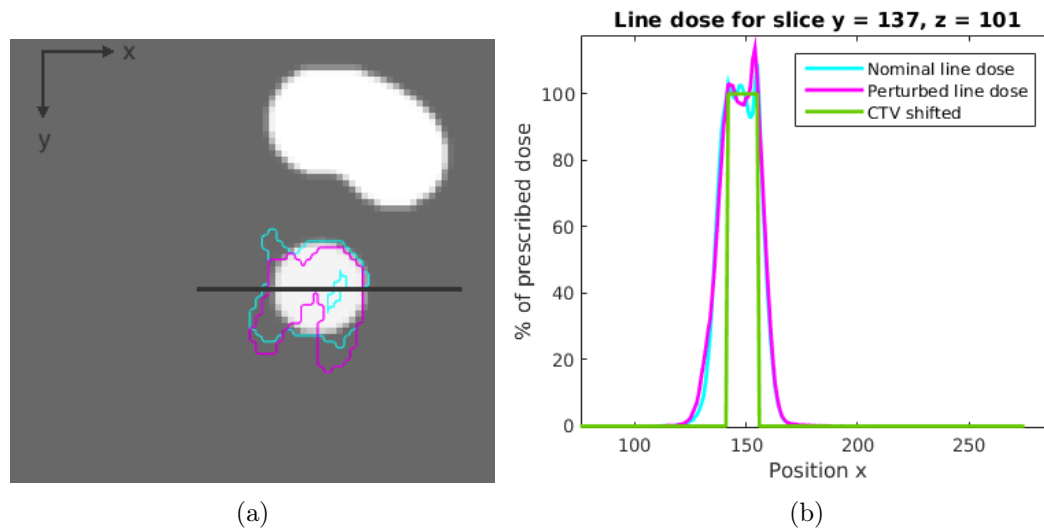 x
y
(a)
Line dose for slice y = 137, z = 101
Nominal line dose
Perturbed line dose
CTV shifted
% of prescribed dose
100
80
60
40
20
0
100
150
200
250
Position x
(b)